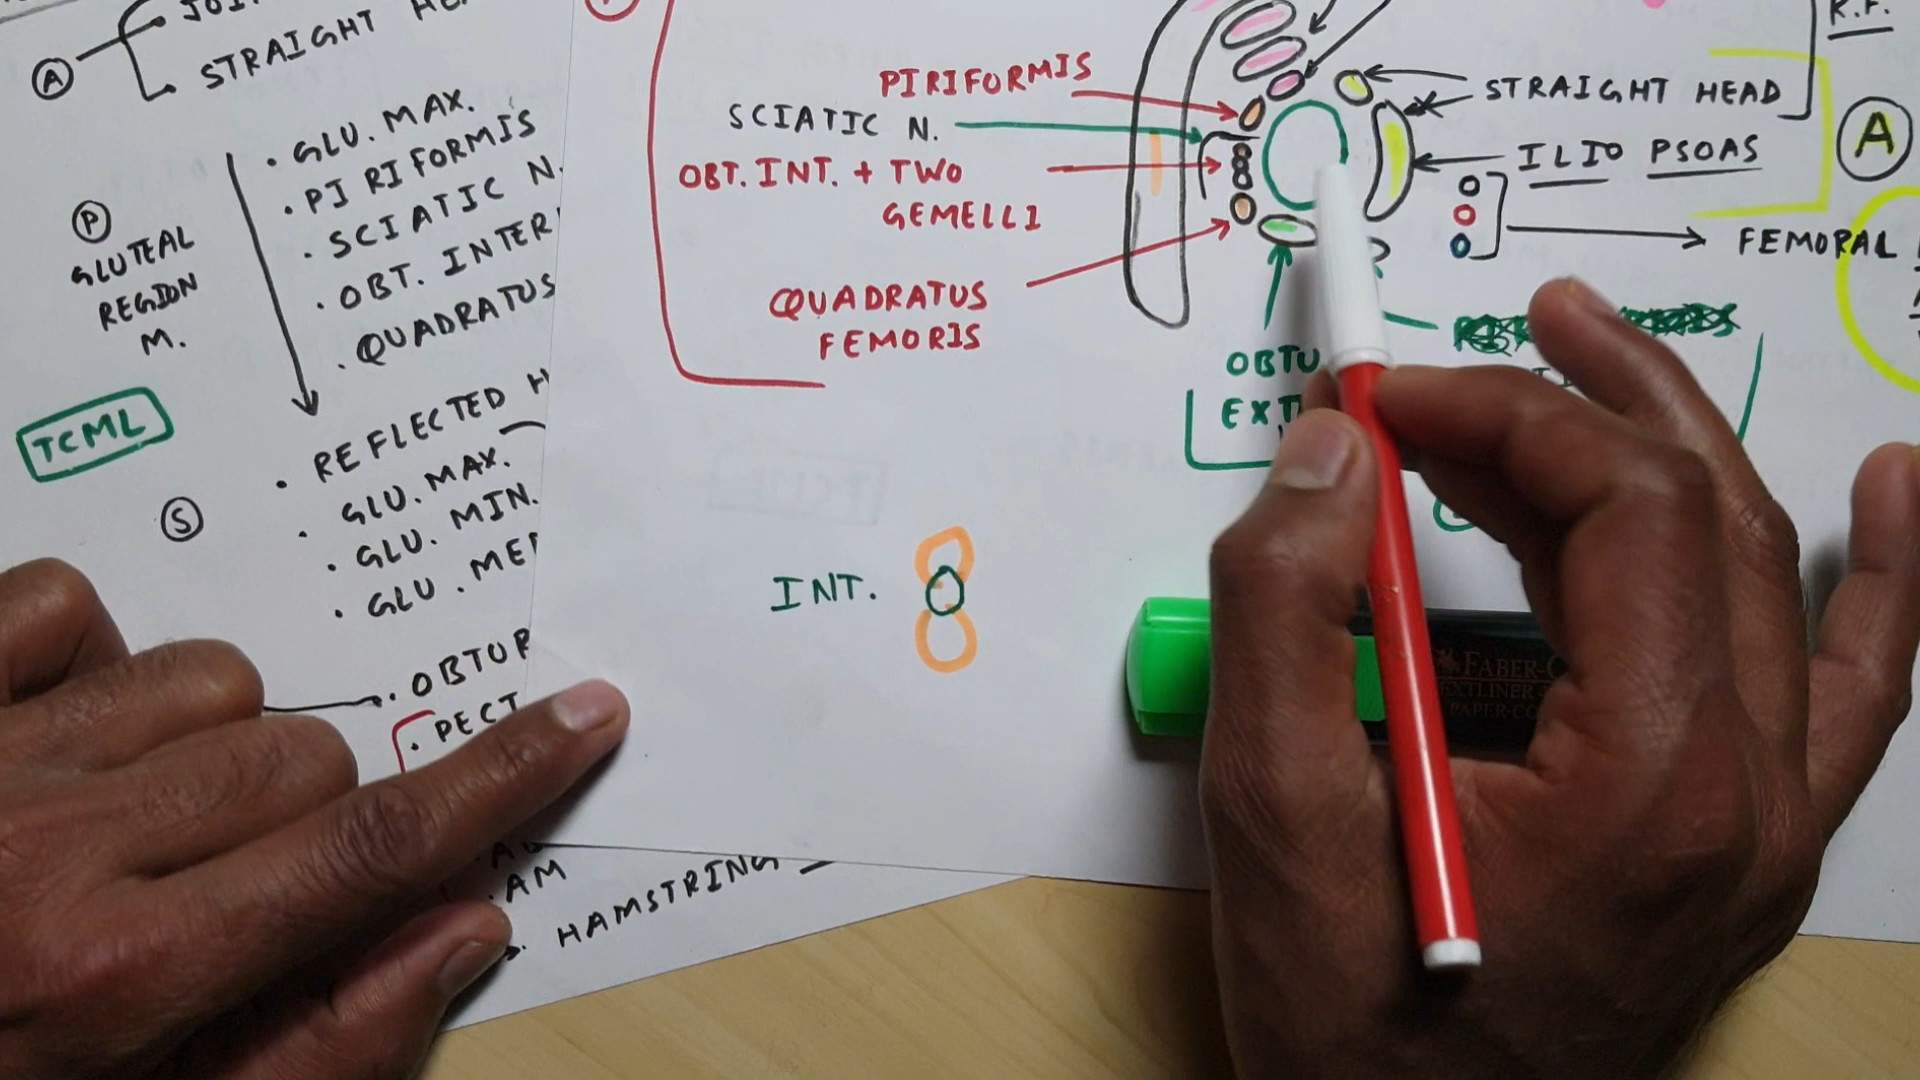 A
STRAIGHT
GLU. MAX.
PIRIFORMIS
SCIATIC N.
OBT. INTER
QUADRATUS
P
GLUTEAL
REGION
M.
TCML
REFLECTED H
S
GLU. MAX.
GLU. MIN.
GLU. MED
OBTUR
PECT
AM
HAMSTRING
PIRIFORMIS
SCIATIC N.
OBT. INT. + TWO
GEMELLI
QUADRATUS
FEMORIS
R.F.
STRAIGHT HEAD
A
ILIO PSOAS
FEMORAL
OBTU
EXT
INT.
FABER-C